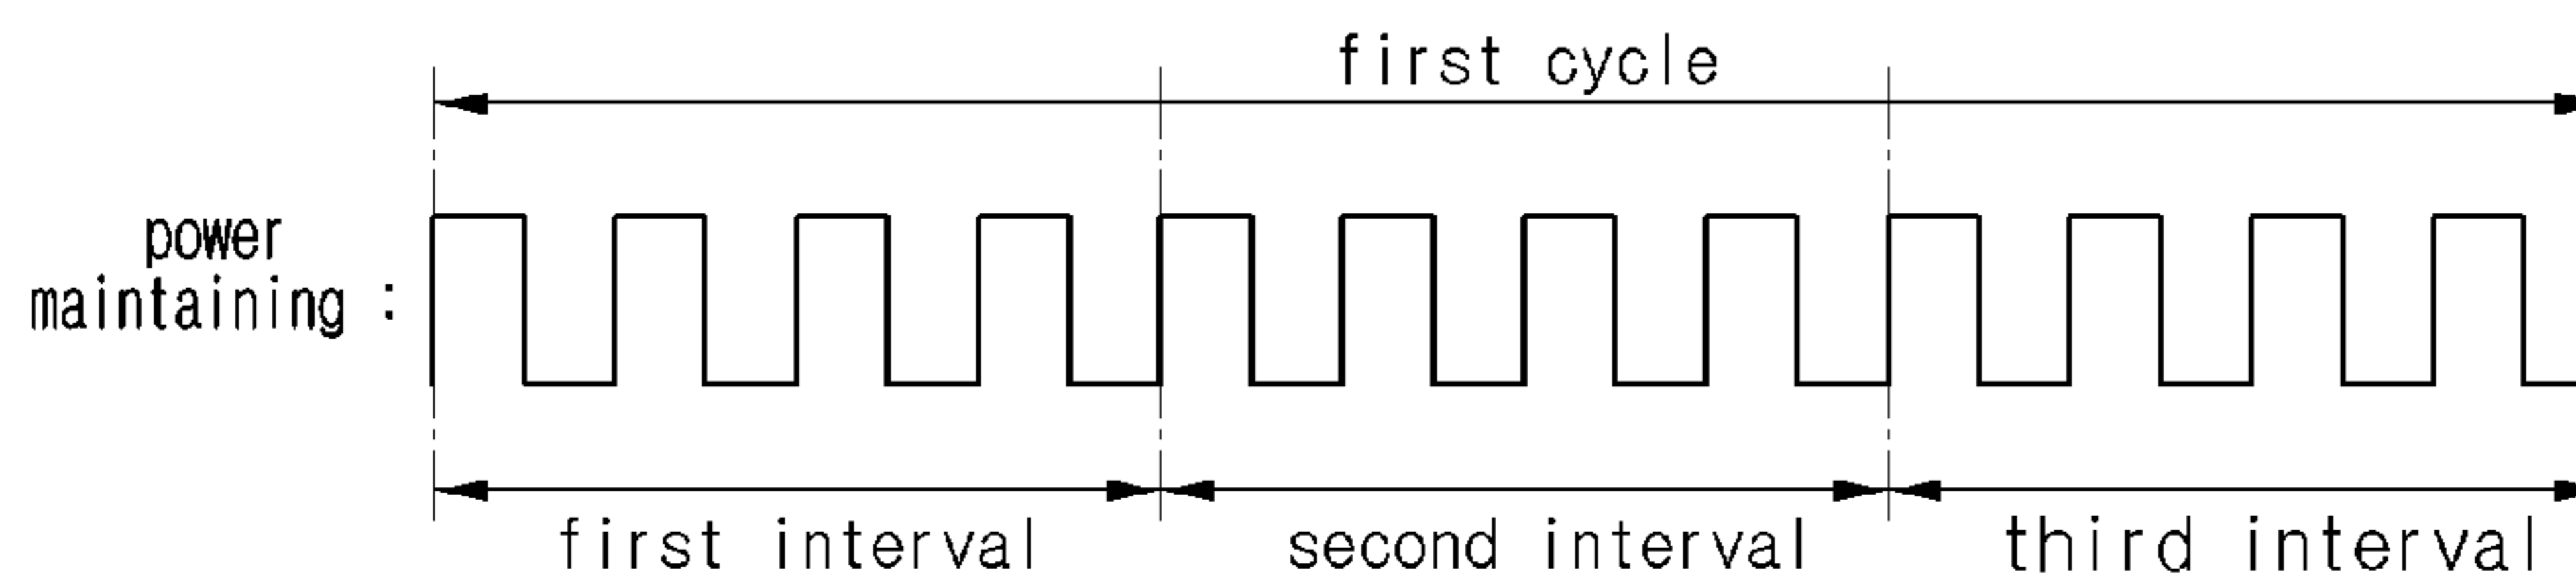 first cycle
power
maintaining :
first interval
second interval
third interval